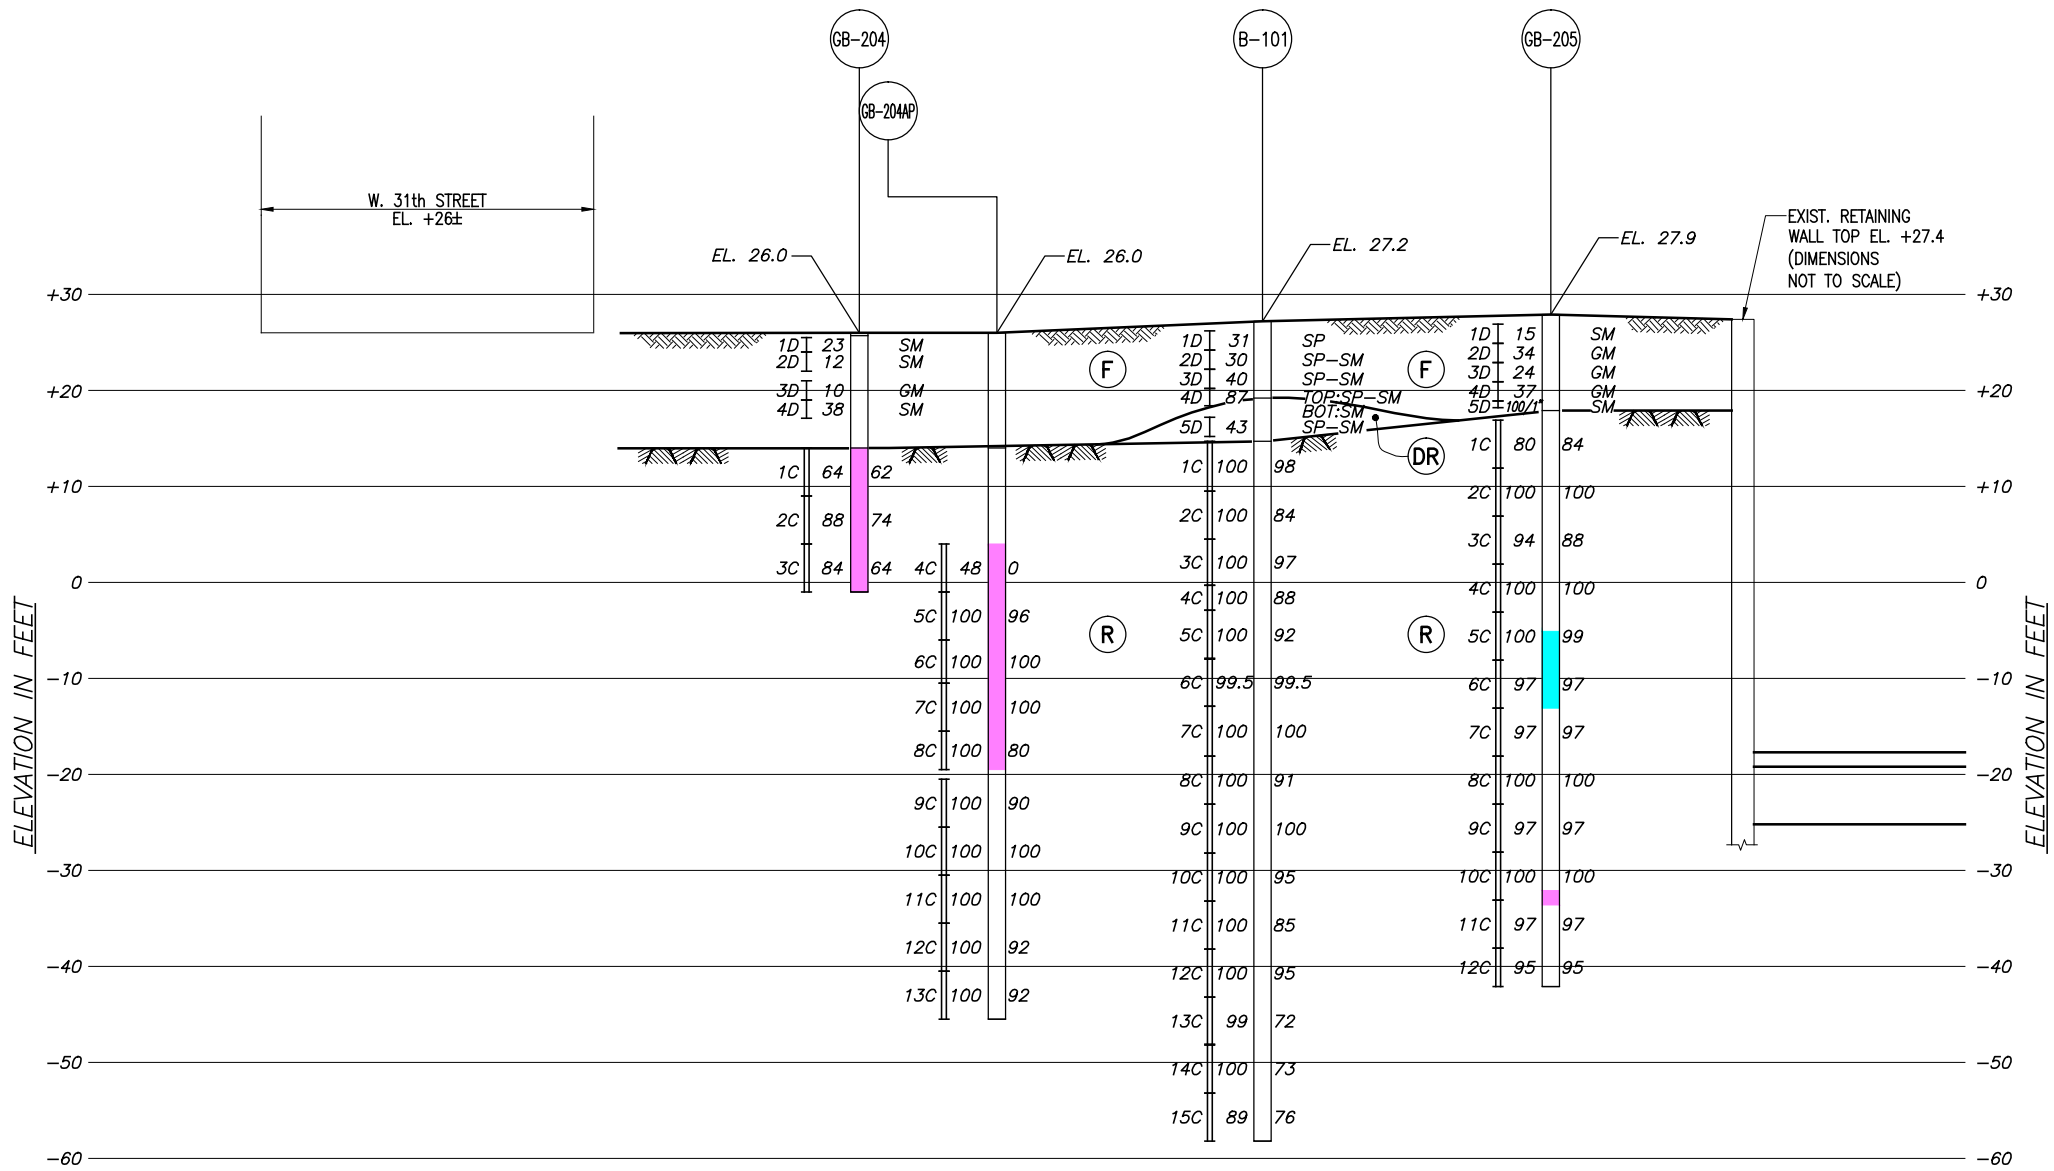 GB-204
B-101
GB-205
GB-204AP
W. 31th STREET
EL. +26±
EL. 26.0
EL. 26.0
EL. 27.2
EL. 27.9
EXIST. RETAINING
WALL TOP EL. +27.4
(DIMENSIONS
NOT TO SCALE)
ELEVATION IN FEET
+30
+20
+10
0
-10
-20
-30
-40
-50
-60
1D 23 SM
2D 12 SM
3D 10 GM
4D 38 SM
1C 64 62
2C 88 74
3C 84 64
4C 48 0
5C 100 96
6C 100 100
7C 100 100
8C 100 80
9C 100 90
10C 100 100
11C 100 100
12C 100 92
13C 100 92
F
R
1D 31 SP
2D 30 SP-SM
3D 40 SP-SM
4D 87 TOP:SP-SM
BOT:SM
5D 43 SP-SM
1C 100 98
2C 100 84
3C 100 97
4C 100 88
5C 100 92
6C 99.5 99.5
7C 100 100
8C 100 91
9C 100 100
10C 100 95
11C 100 85
12C 100 95
13C 99 72
14C 100 73
15C 89 76
F
DR
R
1D 15 SM
2D 34 GM
3D 24 GM
4D 37 GM
5D 100/1" SM
1C 80 84
2C 100 100
3C 94 88
4C 100 100
5C 100 99
6C 97 97
7C 97 97
8C 100 100
9C 97 97
10C 100 100
11C 97 97
12C 95 95
+30
+20
+10
0
-10
-20
-30
-40
-50
-60
ELEVATION IN FEET